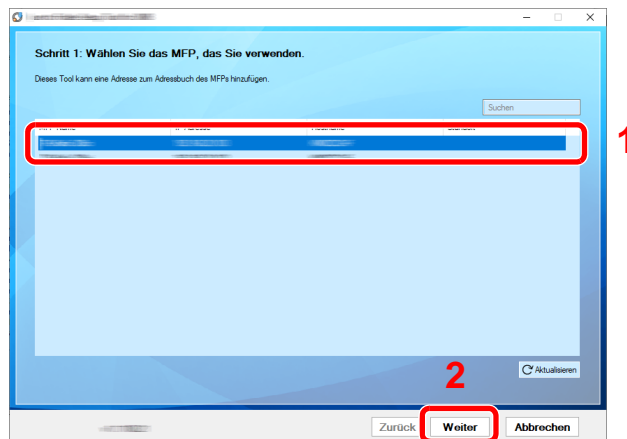 Schritt 1: Wählen Sie das MFP, das Sie verwenden.
Dieses Tool kann eine Adresse zum Adressbuch des MFPs hinzufügen.
Suchen
1
2
Aktualisieren
Zurück Weiter Abbrechen